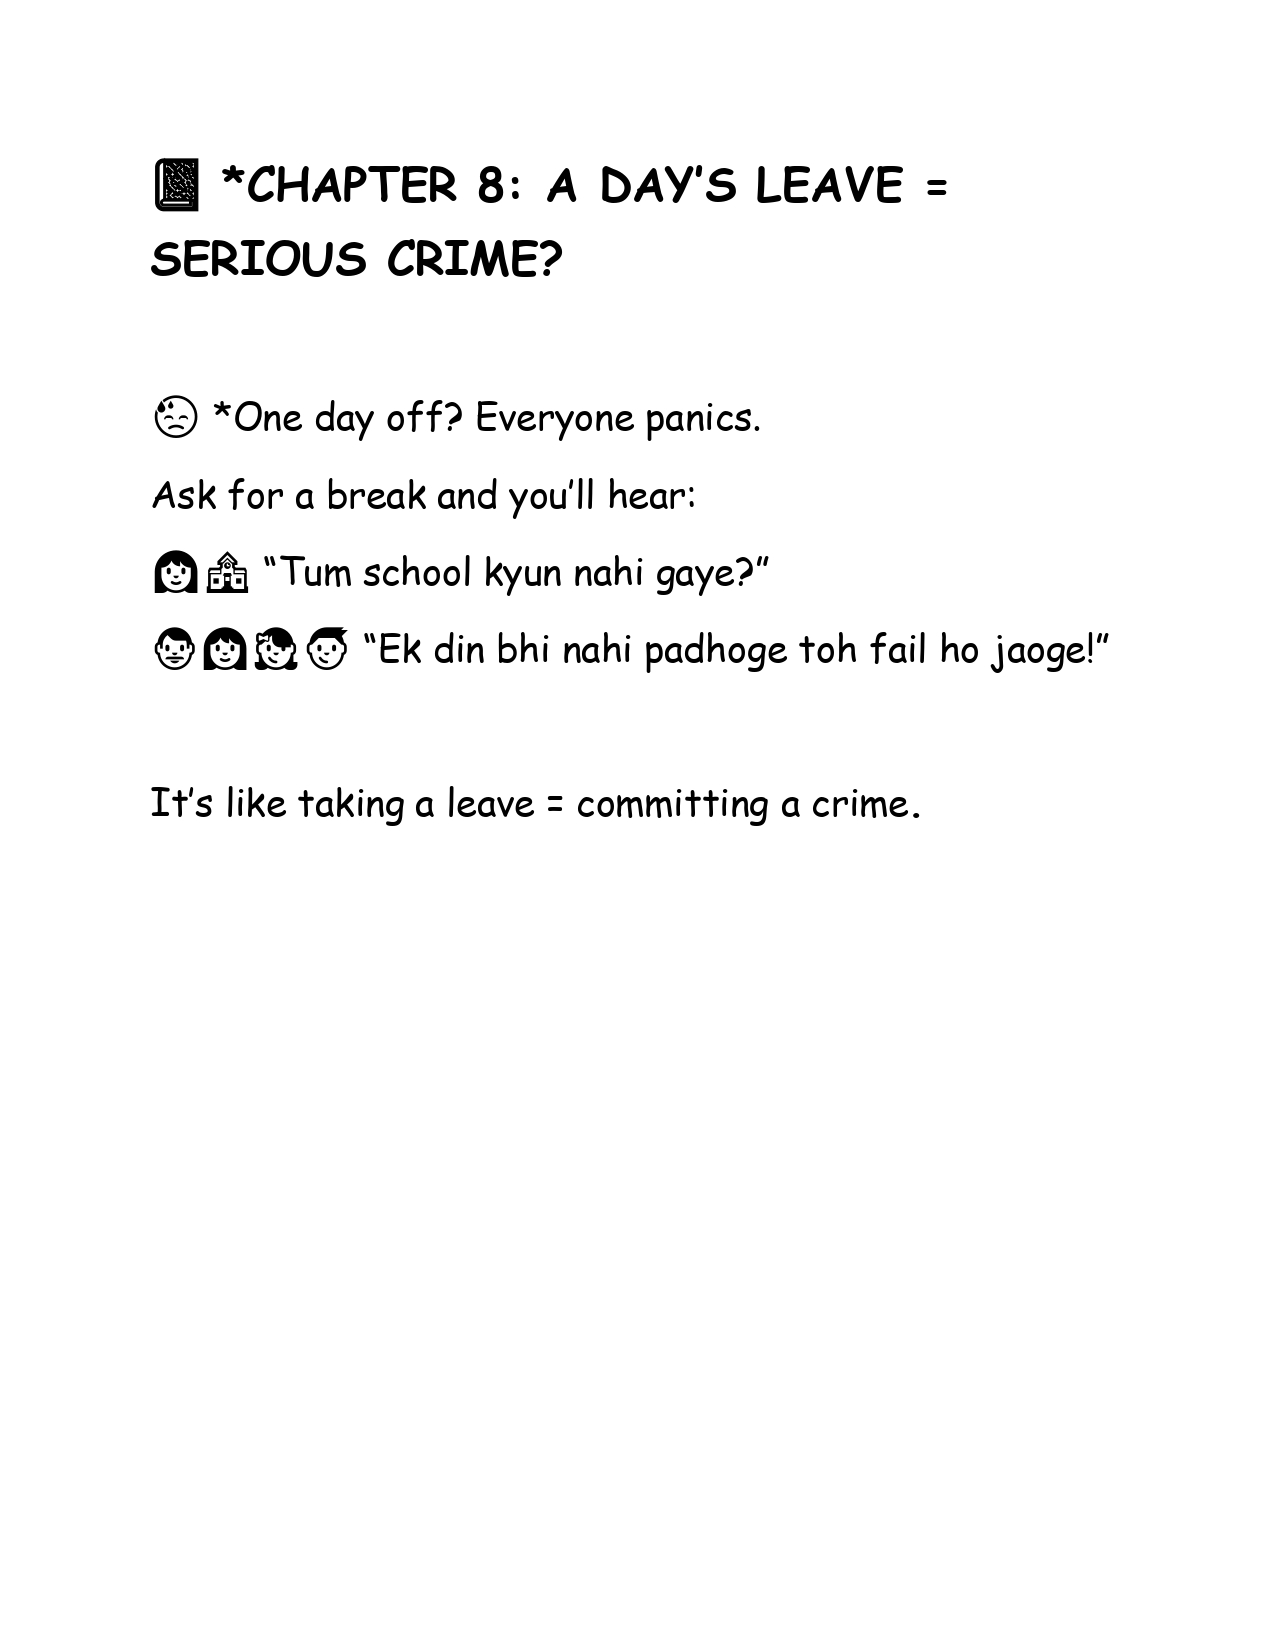 📓 *CHAPTER 8: A DAY’S LEAVE =
SERIOUS CRIME?
😓 *One day off? Everyone panics.
Ask for a break and you’ll hear:
👩🏫 “Tum school kyun nahi gaye?”
👨👩👧👦 “Ek din bhi nahi padhoge toh fail ho jaoge!”
It’s like taking a leave = committing a crime.